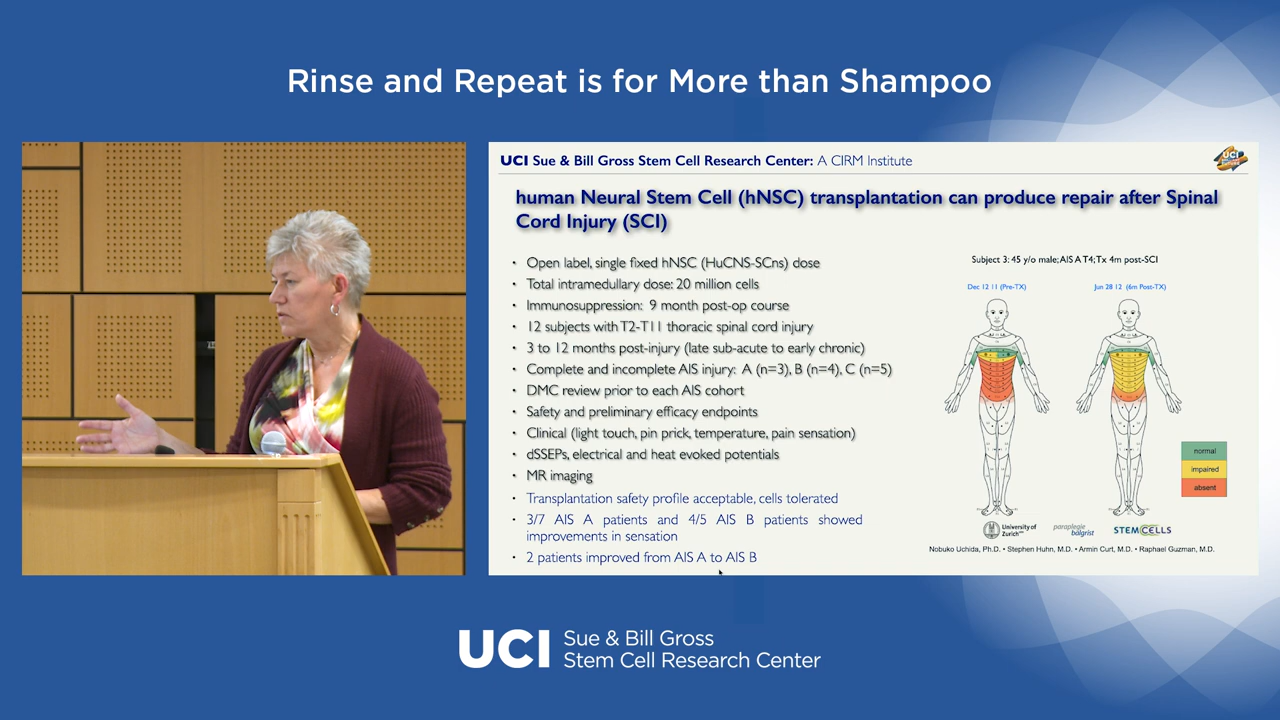 Rinse and Repeat is for More than Shampoo
UCI Sue & Bill Gross Stem Cell Research Center: A CIRM Institute
human Neural Stem Cell (hNSC) transplantation can produce repair after Spinal
Cord Injury (SCI)
• Open label, single fixed hNSC (HuCNS-SCns) dose
• Total intramedullary dose: 20 million cells
• Immunosuppression: 9 month post-op course
• 12 subjects with T2-T11 thoracic spinal cord injury
• 3 to 12 months post-injury (late sub-acute to early chronic)
• Complete and incomplete AIS injury: A (n=3), B (n=4), C (n=5)
• DMC review prior to each AIS cohort
• Safety and preliminary efficacy endpoints
• Clinical (light touch, pin prick, temperature, pain sensation)
• dSSEPs, electrical and heat evoked potentials
• MR imaging
• Transplantation safety profile acceptable, cells tolerated
• 3/7 AIS A patients and 4/5 AIS B patients showed
improvements in sensation
• 2 patients improved from AIS A to AIS B
Subject 3: 45 y/o male; AIS A T4; Tx 4m post-SCI
Dec 12 11 (Pre-TX)
Jun 28 12 (6m Post-TX)
normal
impaired
absent
University of
Zurich
paraplegie
balgrist
STEMCELLS
Nobuko Uchida, Ph.D. • Stephen Huhn, M.D. • Armin Curt, M.D. • Raphael Guzman, M.D.
UCI Sue & Bill Gross
Stem Cell Research Center